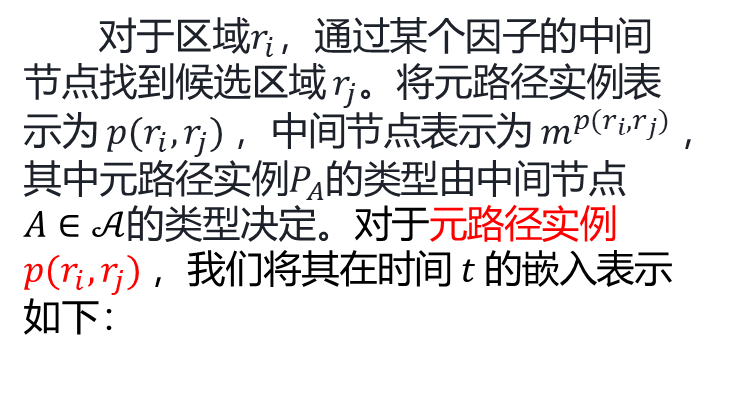 对于区域𝑟ᵢ，通过某个因子的中间
节点找到候选区域 𝑟ⱼ。将元路径实例表
示为 𝑝(𝑟ᵢ,𝑟ⱼ) ，中间节点表示为 𝑚^{𝑝(𝑟ᵢ,𝑟ⱼ)} ，
其中元路径实例𝑃_𝐴的类型由中间节点
𝐴 ∈ 𝒜的类型决定。对于元路径实例
𝑝(𝑟ᵢ,𝑟ⱼ) ，我们将其在时间 𝑡 的嵌入表示
如下：